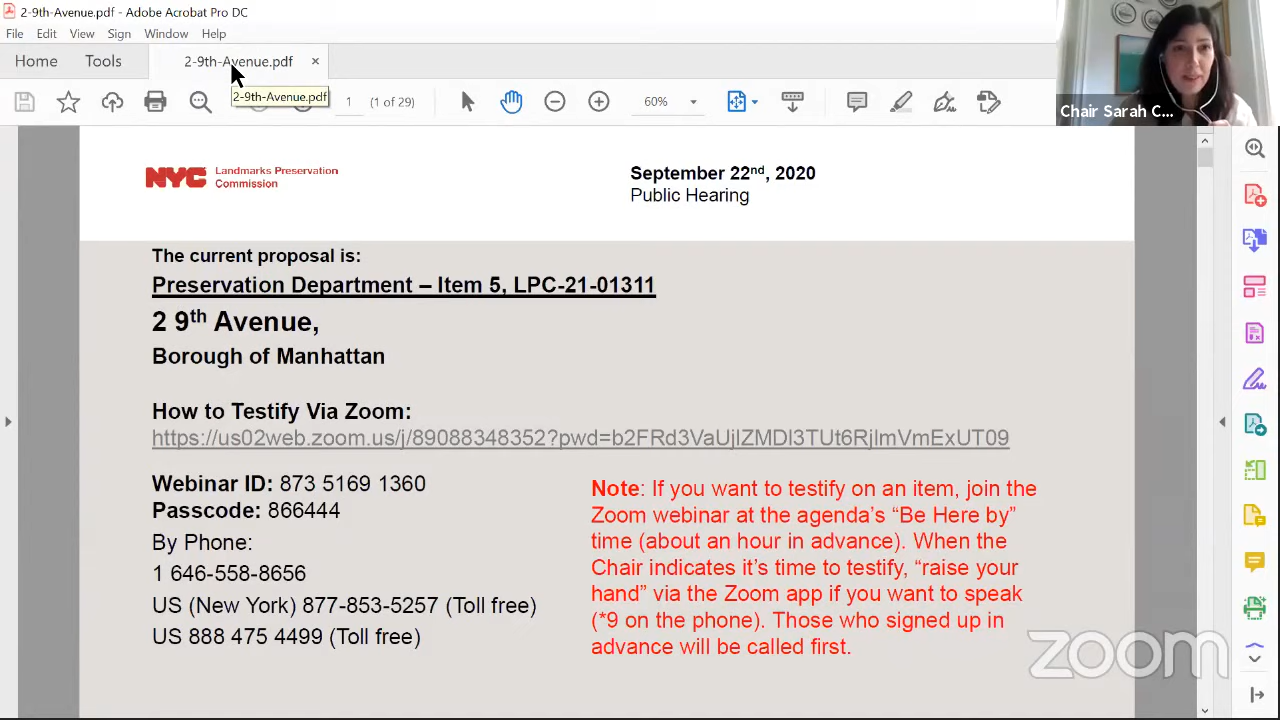 2-9th-Avenue.pdf - Adobe Acrobat Pro DC
File Edit View Sign Window Help
Home Tools 2-9th-Avenue.pdf ×
2-9th-Avenue.pdf 1 (1 of 29) 60%
Chair Sarah C...
NYC Landmarks Preservation
Commission
September 22nd, 2020
Public Hearing
The current proposal is:
Preservation Department – Item 5, LPC-21-01311
2 9th Avenue,
Borough of Manhattan
How to Testify Via Zoom:
https://us02web.zoom.us/j/89088348352?pwd=b2FRd3VaUjlZMDl3TUt6RjlmVmExUT09
Webinar ID: 873 5169 1360
Passcode: 866444
By Phone:
1 646-558-8656
US (New York) 877-853-5257 (Toll free)
US 888 475 4499 (Toll free)
Note: If you want to testify on an item, join the
Zoom webinar at the agenda’s “Be Here by”
time (about an hour in advance). When the
Chair indicates it’s time to testify, “raise your
hand” via the Zoom app if you want to speak
(*9 on the phone). Those who signed up in
advance will be called first.
zoom